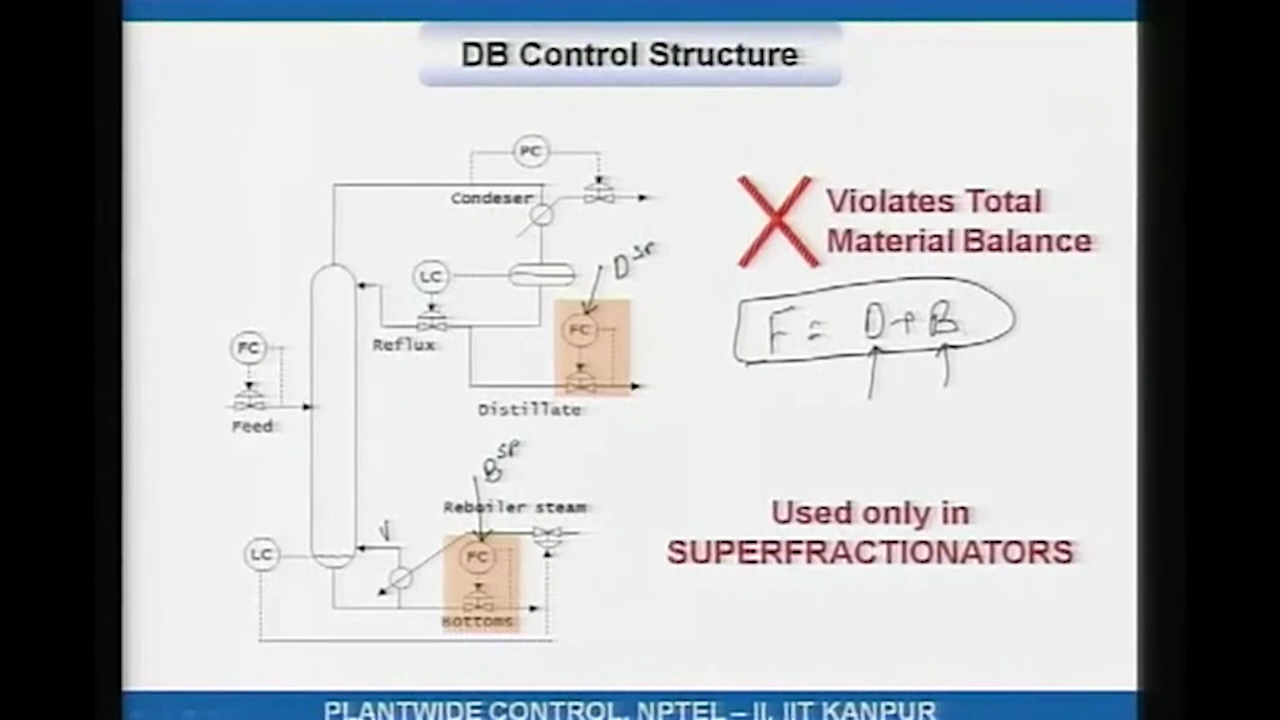 DB Control Structure
PC
Condeser
Violates Total
Material Balance
D^SP
LC
FC
F = D + B
Reflux
FC
Feed
Distillate
B^SP
Reboiler steam
Used only in
SUPERFRACTIONATORS
V
LC
FC
Bottoms
PLANTWIDE CONTROL, NPTEL – II, IIT KANPUR